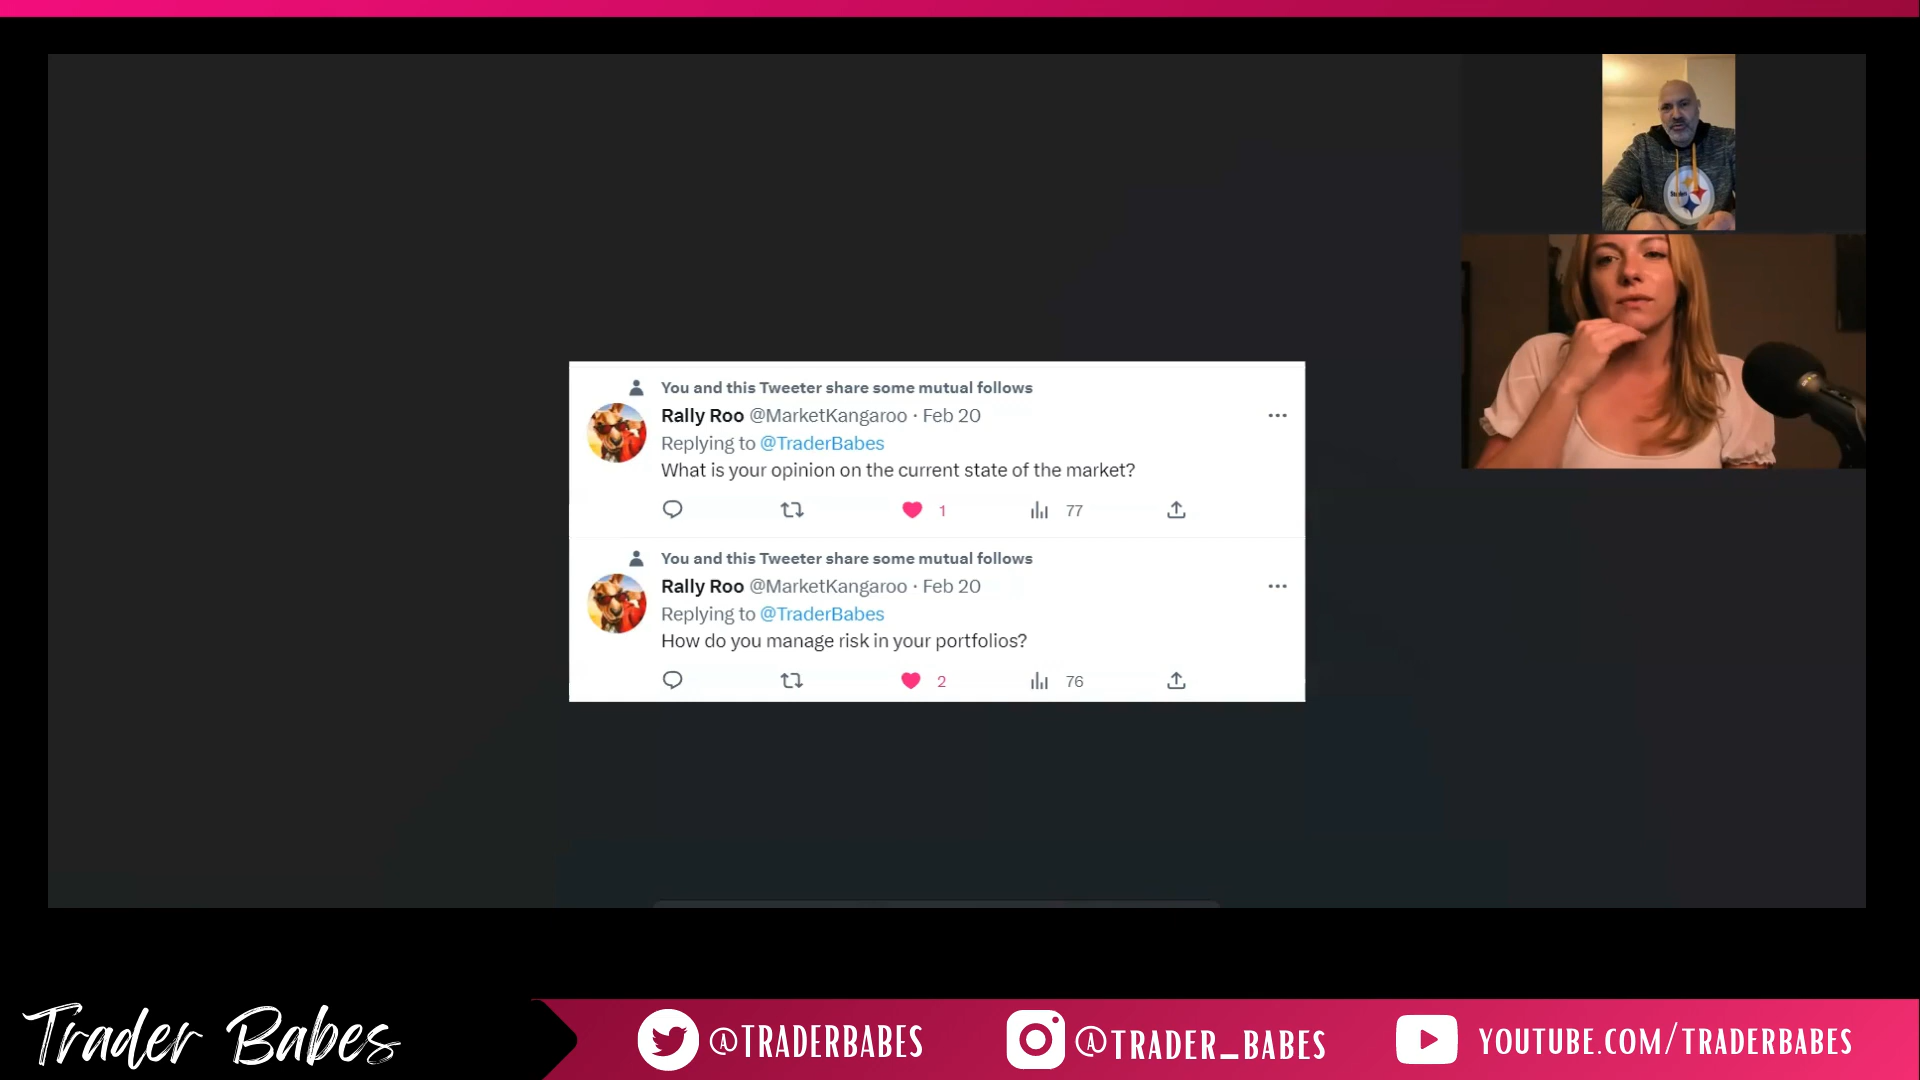 You and this Tweeter share some mutual follows
Rally Roo @MarketKangaroo · Feb 20
Replying to @TraderBabes
What is your opinion on the current state of the market?
1 77
You and this Tweeter share some mutual follows
Rally Roo @MarketKangaroo · Feb 20
Replying to @TraderBabes
How do you manage risk in your portfolios?
2 76
Trader Babes
@TRADERBABES
@TRADER_BABES
YOUTUBE.COM/TRADERBABES